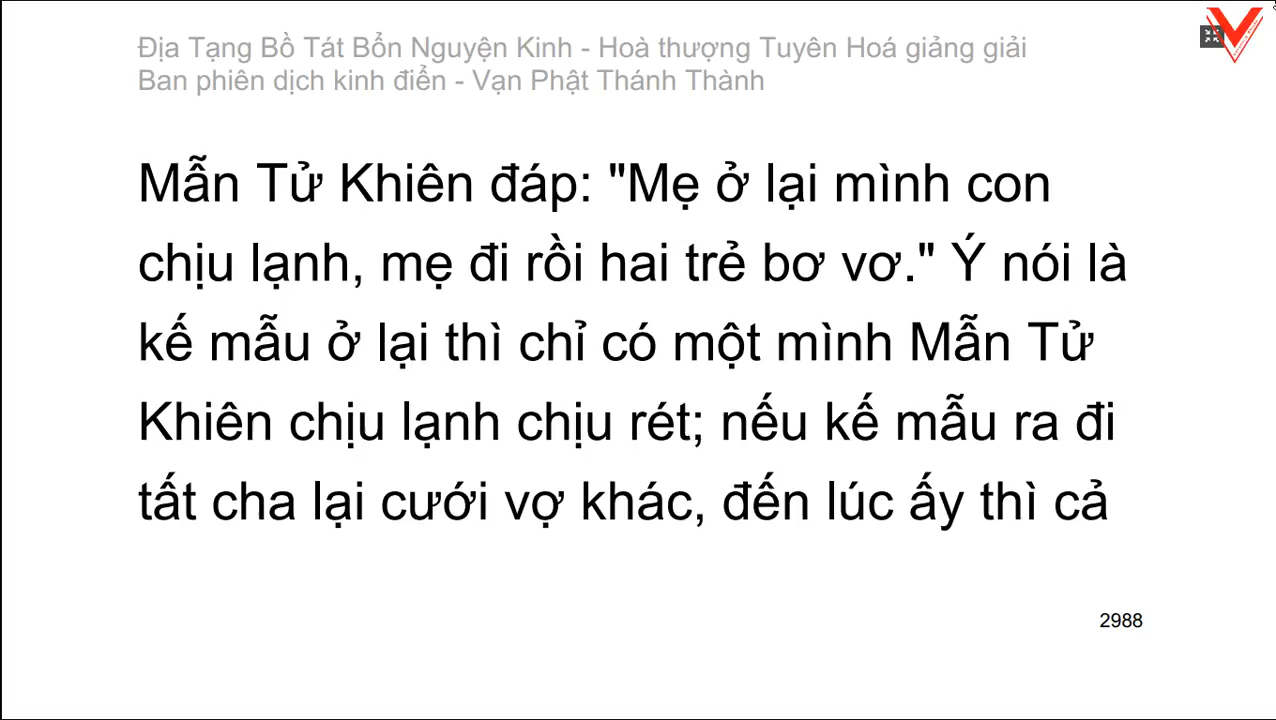 Địa Tạng Bồ Tát Bổn Nguyện Kinh - Hoà thượng Tuyên Hoá giảng giải
Ban phiên dịch kinh điển - Vạn Phật Thánh Thành
Mẫn Tử Khiên đáp: "Mẹ ở lại mình con
chịu lạnh, mẹ đi rồi hai trẻ bơ vơ." Ý nói là
kế mẫu ở lại thì chỉ có một mình Mẫn Tử
Khiên chịu lạnh chịu rét; nếu kế mẫu ra đi
tất cha lại cưới vợ khác, đến lúc ấy thì cả
2988